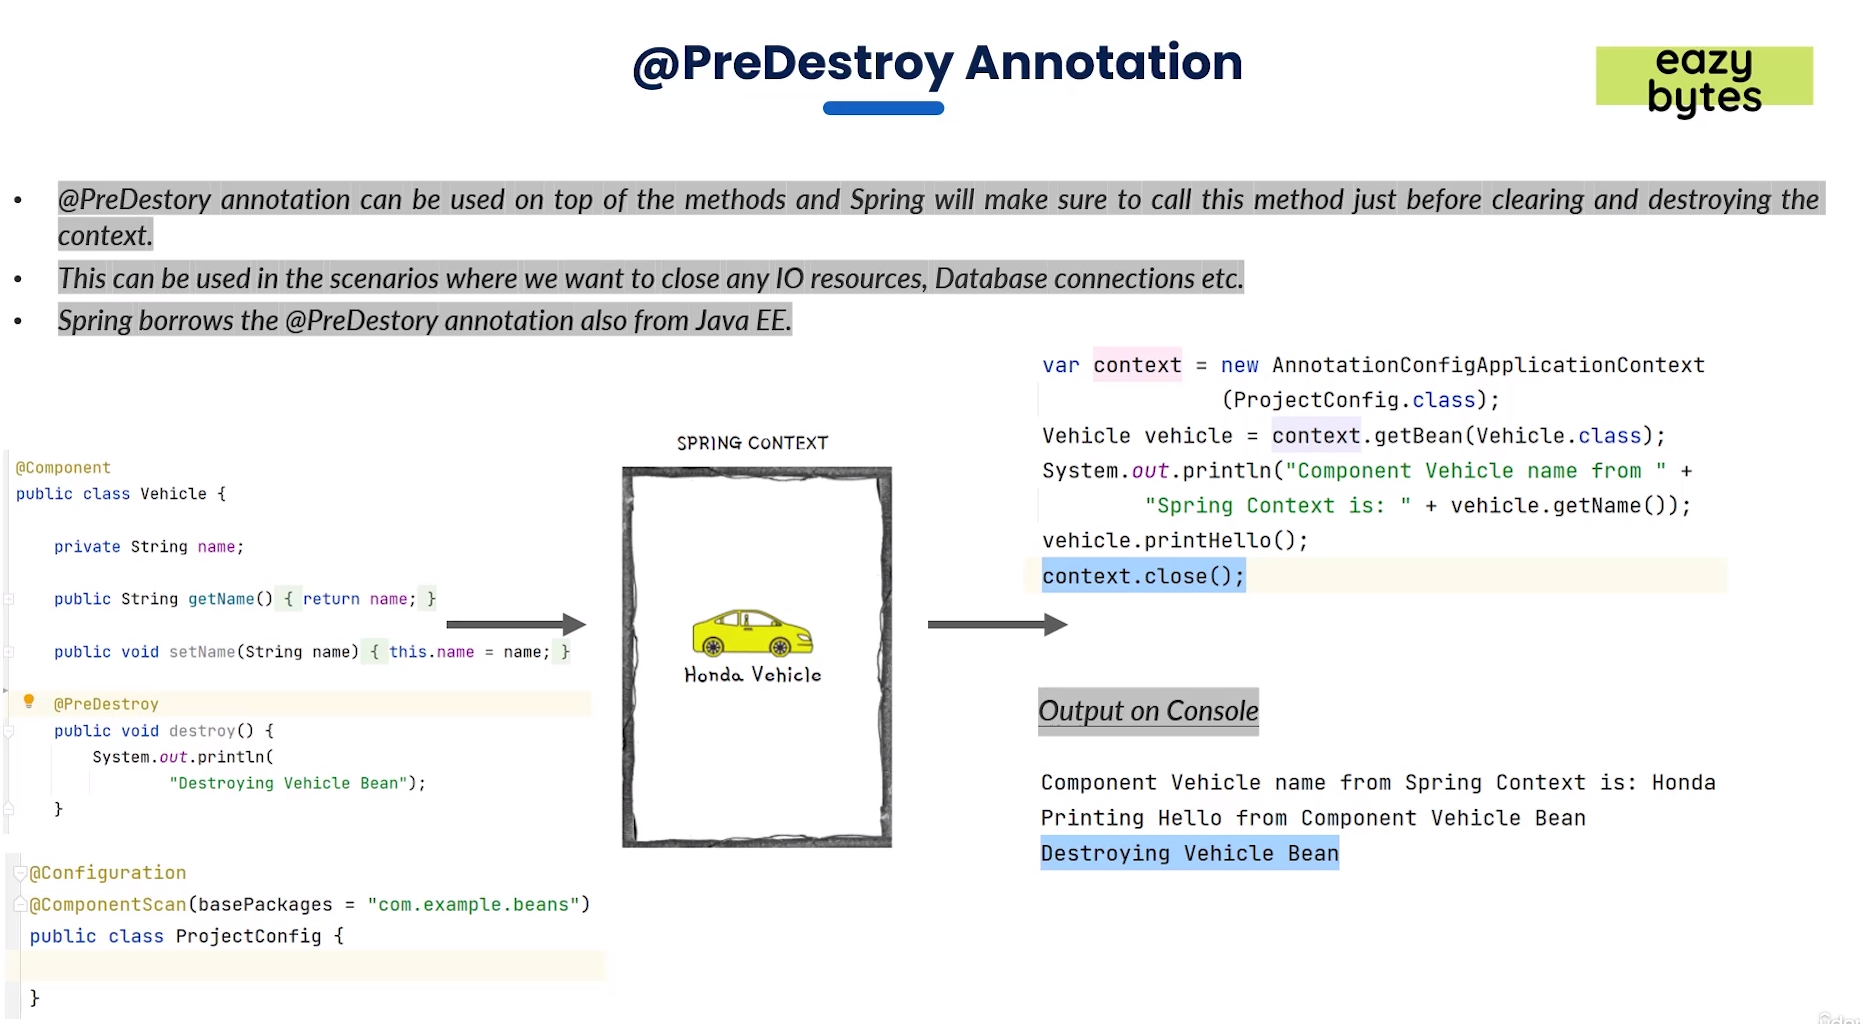 @PreDestroy Annotation
eazy
bytes
• @PreDestory annotation can be used on top of the methods and Spring will make sure to call this method just before clearing and destroying the
context.
• This can be used in the scenarios where we want to close any IO resources, Database connections etc.
• Spring borrows the @PreDestory annotation also from Java EE.
@Component
public class Vehicle {
private String name;
public String getName() { return name; }
public void setName(String name) { this.name = name; }
@PreDestroy
public void destroy() {
System.out.println(
"Destroying Vehicle Bean");
}
@Configuration
@ComponentScan(basePackages = "com.example.beans")
public class ProjectConfig {
}
SPRING CONTEXT
Honda Vehicle
var context = new AnnotationConfigApplicationContext
(ProjectConfig.class);
Vehicle vehicle = context.getBean(Vehicle.class);
System.out.println("Component Vehicle name from " +
"Spring Context is: " + vehicle.getName());
vehicle.printHello();
context.close();
Output on Console
Component Vehicle name from Spring Context is: Honda
Printing Hello from Component Vehicle Bean
Destroying Vehicle Bean